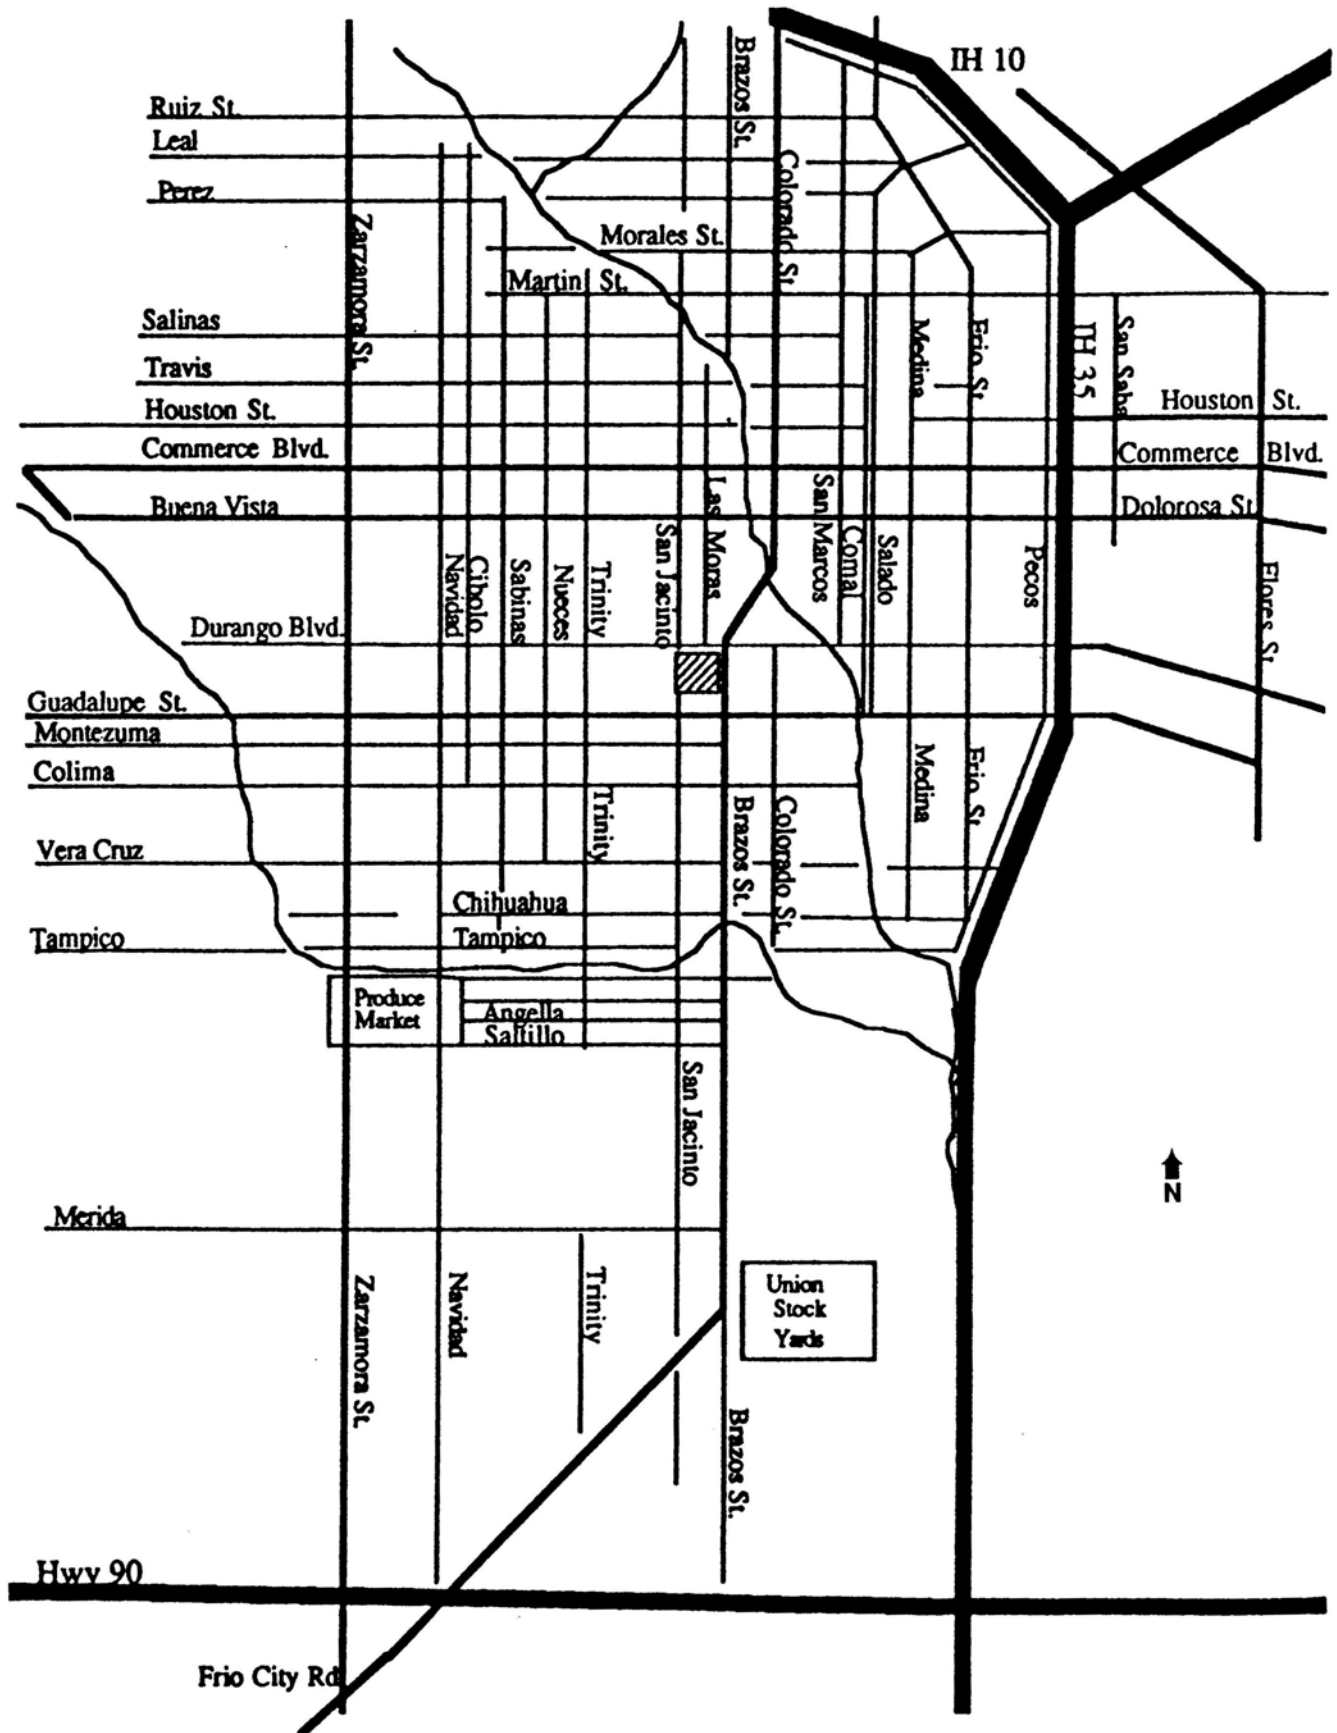 IH 10
Brazos St.
Ruiz St.
Leal
Colorado St.
Perez
Zarzamora St.
Morales St.
Martin St.
Salinas
Medina
Frio St
IH 35
San Saba
Travis
Houston St.
Houston St.
Commerce Blvd.
Commerce Blvd.
Buena Vista
Las Moras
San Marcos
Dolorosa St
San Jacinto
Comal
Salado
Pecos
Navidad
Cibolo
Sabinas
Nueces
Trinity
Flores St
Durango Blvd.
Guadalupe St.
Montezuma
Medina
Frio St
Colima
Trinity
Brazos St.
Colorado St.
Vera Cruz
Chihuahua
Tampico
Tampico
Produce
Market
Angella
Saltillo
San Jacinto
N
Merida
Zarzamora St.
Navidad
Trinity
Union
Stock
Yards
Brazos St.
Hwy 90
Frio City Rd